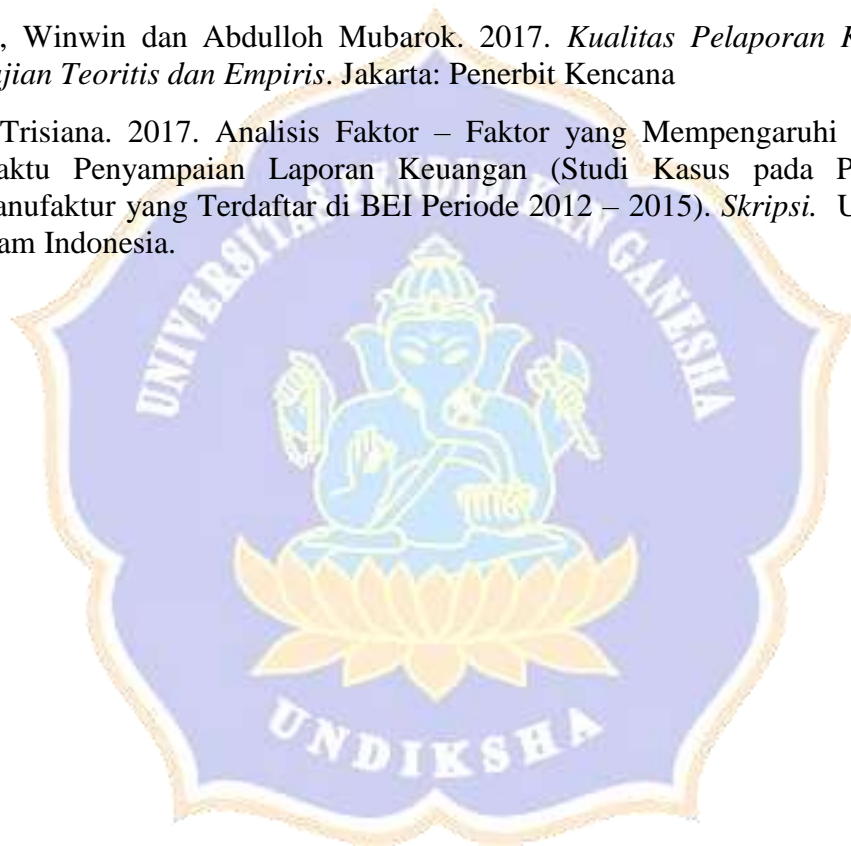 , Winwin dan Abdulloh Mubarok. 2017. Kualitas Pelaporan K
jian Teoritis dan Empiris. Jakarta: Penerbit Kencana
Trisiana. 2017. Analisis Faktor – Faktor yang Mempengaruhi
aktu Penyampaian Laporan Keuangan (Studi Kasus pada P
anufaktur yang Terdaftar di BEI Periode 2012 – 2015). Skripsi. U
am Indonesia.
UNIVERSITAS PENDIDIKAN GANESHA
UNDIKSHA